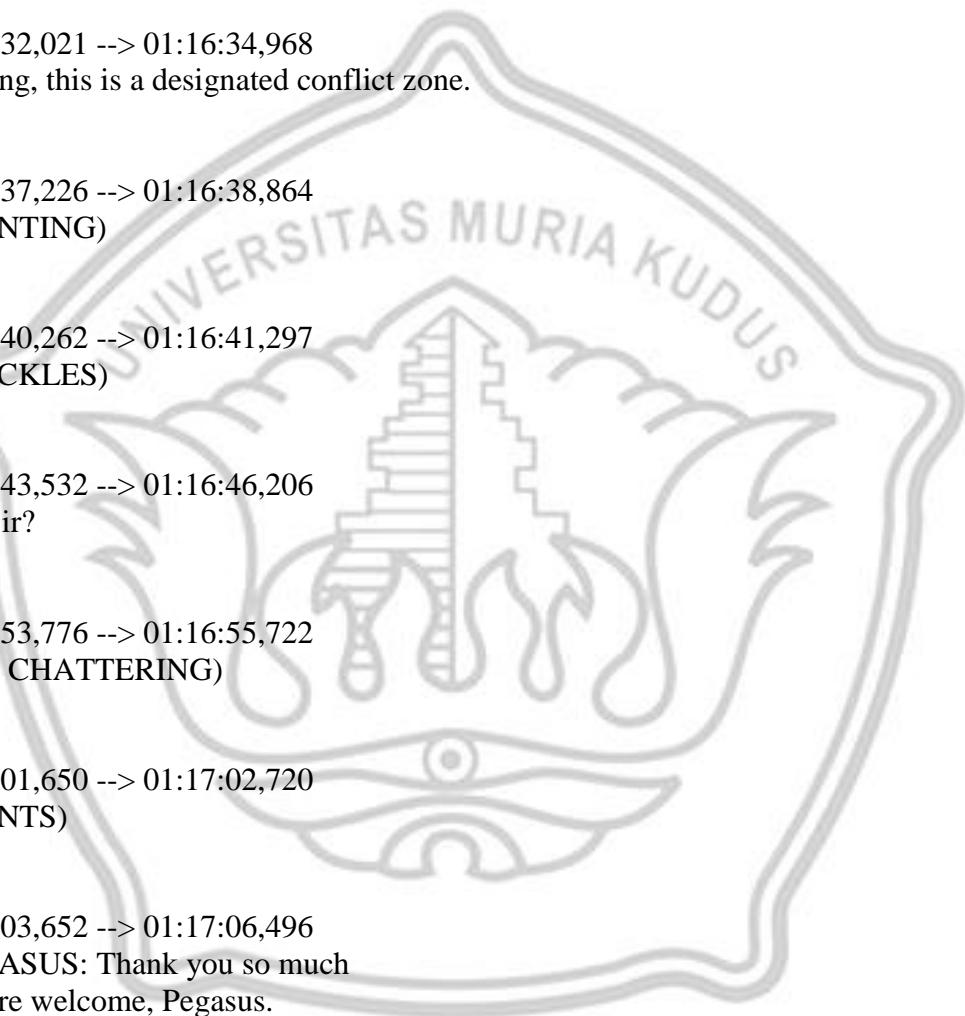 32,021 --> 01:16:34,968
ng, this is a designated conflict zone.
37,226 --> 01:16:38,864
NTING)
UNIVERSITAS MURIA KUDUS
40,262 --> 01:16:41,297
CKLES)
43,532 --> 01:16:46,206
ir?
53,776 --> 01:16:55,722
CHATTERING)
01,650 --> 01:17:02,720
NTS)
03,652 --> 01:17:06,496
ASUS: Thank you so much
re welcome, Pegasus.